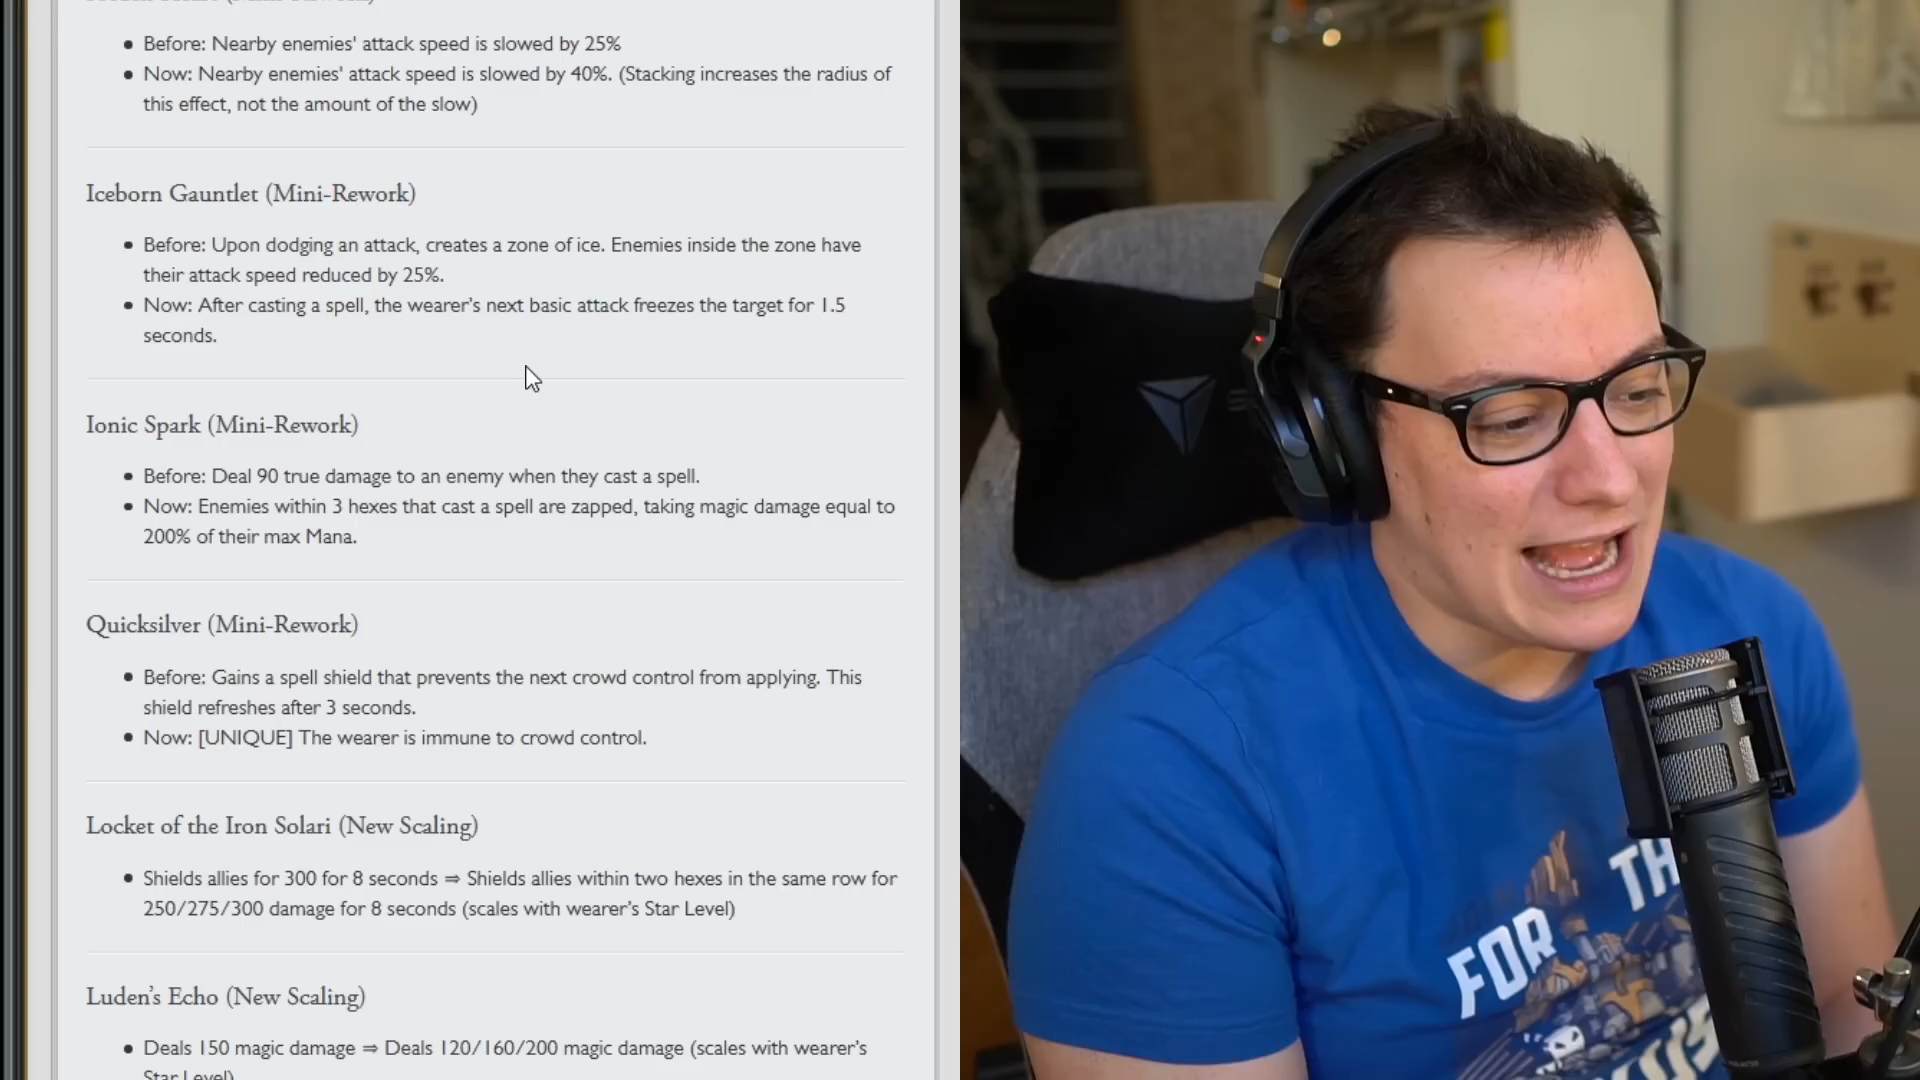 Before: Nearby enemies' attack speed is slowed by 25%
Now: Nearby enemies' attack speed is slowed by 40%. (Stacking increases the radius of
this effect, not the amount of the slow)
Iceborn Gauntlet (Mini-Rework)
Before: Upon dodging an attack, creates a zone of ice. Enemies inside the zone have
their attack speed reduced by 25%.
Now: After casting a spell, the wearer's next basic attack freezes the target for 1.5
seconds.
Ionic Spark (Mini-Rework)
Before: Deal 90 true damage to an enemy when they cast a spell.
Now: Enemies within 3 hexes that cast a spell are zapped, taking magic damage equal to
200% of their max Mana.
Quicksilver (Mini-Rework)
Before: Gains a spell shield that prevents the next crowd control from applying. This
shield refreshes after 3 seconds.
Now: [UNIQUE] The wearer is immune to crowd control.
Locket of the Iron Solari (New Scaling)
Shields allies for 300 for 8 seconds ⇒ Shields allies within two hexes in the same row for
250/275/300 damage for 8 seconds (scales with wearer's Star Level)
Luden's Echo (New Scaling)
Deals 150 magic damage ⇒ Deals 120/160/200 magic damage (scales with wearer's
Star Level)
FOR